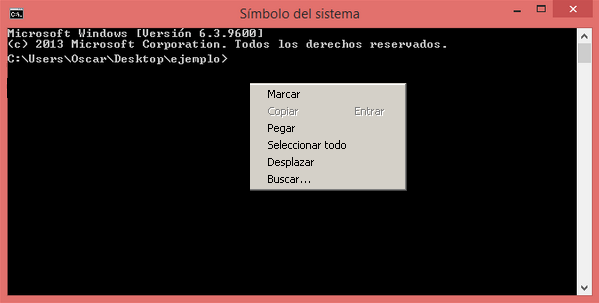 Símbolo del sistema
C:\.
Microsoft Windows [Versión 6.3.9600]
(c) 2013 Microsoft Corporation. Todos los derechos reservados.
C:\Users\Oscar\Desktop\ejemplo>
Marcar
Copiar Entrar
Pegar
Seleccionar todo
Desplazar
Buscar...